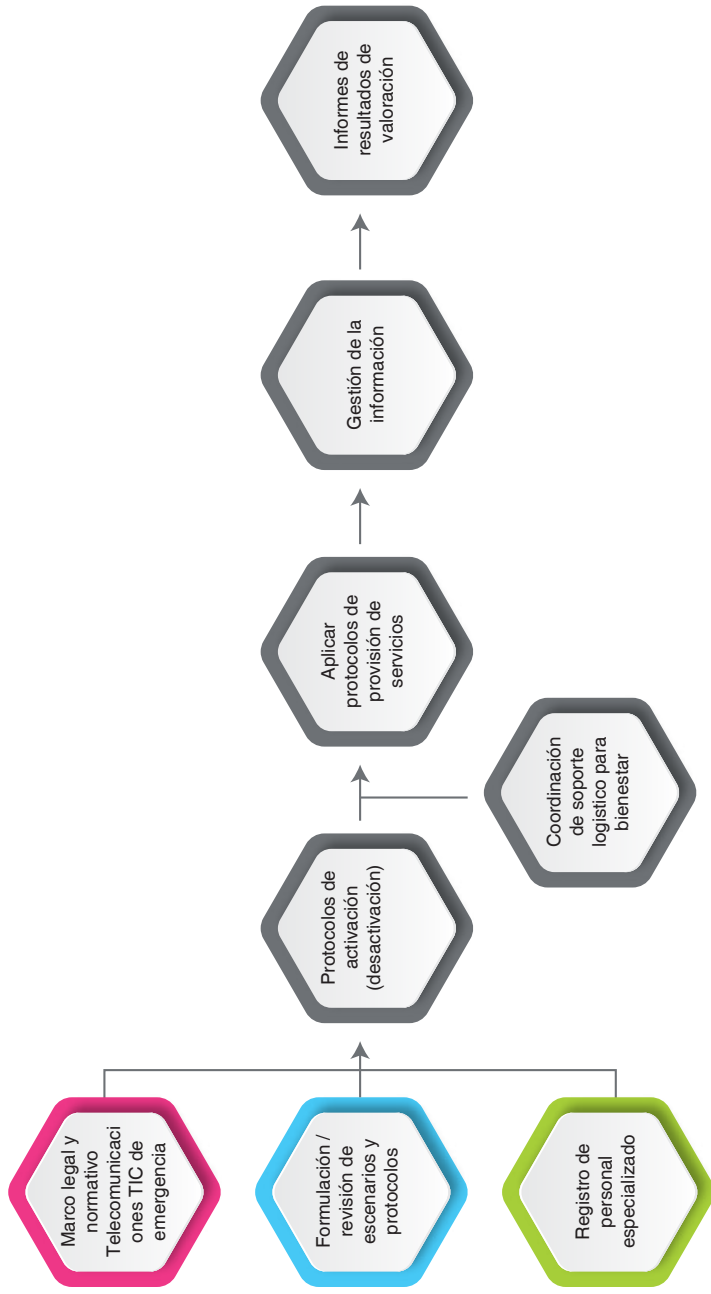 Marco legal y
normativo
Telecomunicaci
ones TIC de
emergencia
Formulación /
revisión de
escenarios y
protocolos
Registro de
personal
especializado
Protocolos de
activación
(desactivación)
Coordinación
de soporte
logistico para
bienestar
Aplicar
protocolos de
provisión de
servicios
Gestión de la
información
Informes de
resultados de
valoración